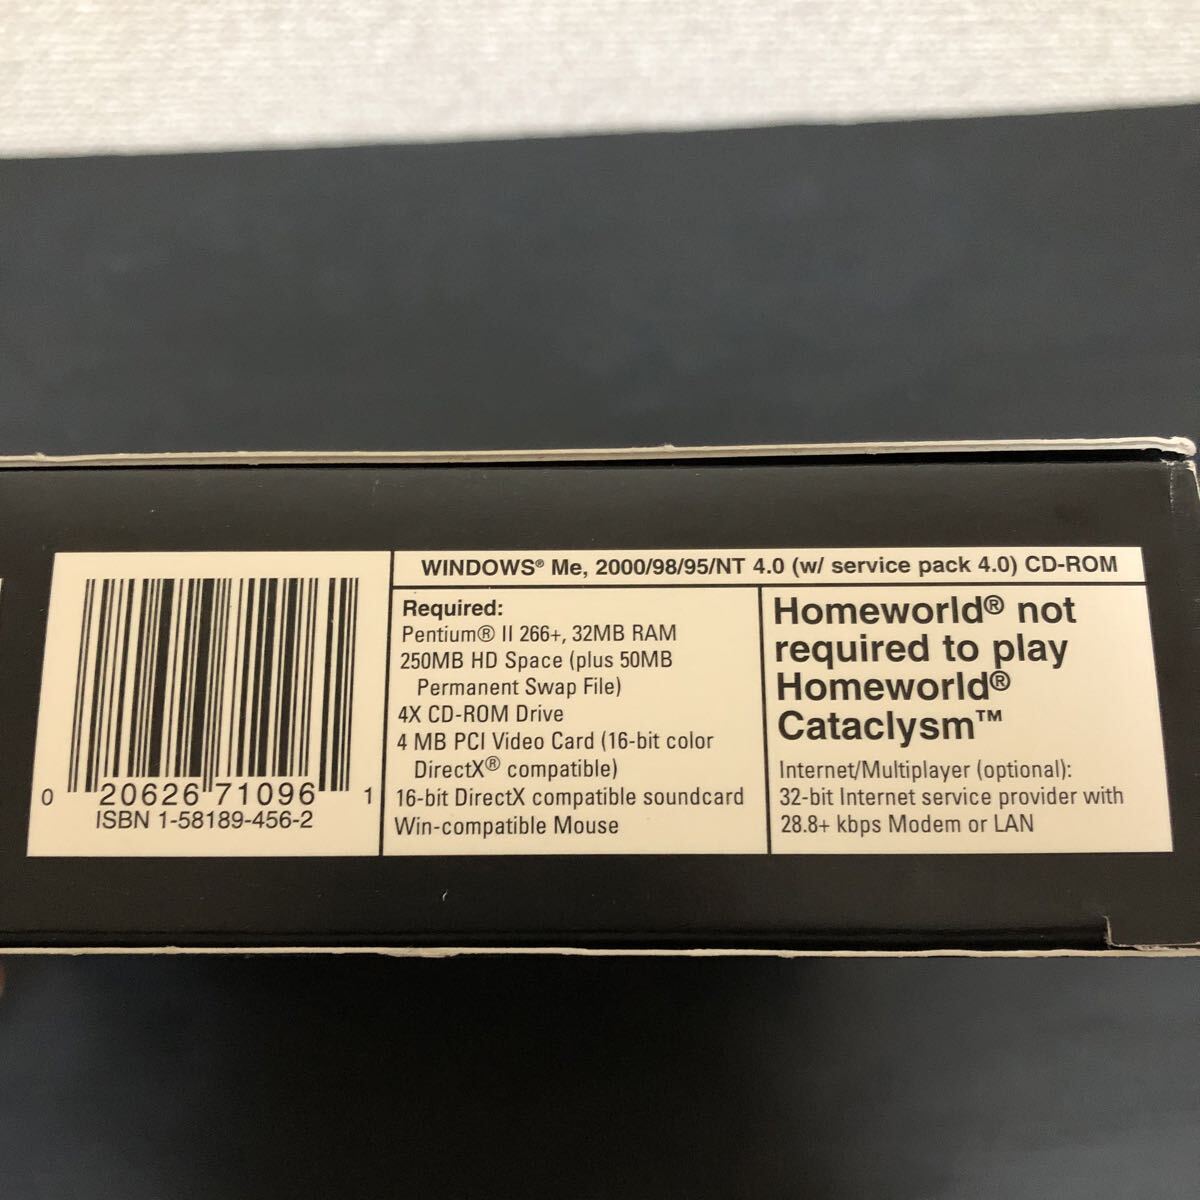 WINDOWS® Me, 2000/98/95/NT 4.0 (w/ service pack 4.0) CD-ROM
0 20626 71096 1
ISBN 1-58189-456-2
Required:
Pentium® II 266+, 32MB RAM
250MB HD Space (plus 50MB
Permanent Swap File)
4X CD-ROM Drive
4 MB PCI Video Card (16-bit color
DirectX® compatible)
16-bit DirectX compatible soundcard
Win-compatible Mouse
Homeworld® not
required to play
Homeworld®
Cataclysm™
Internet/Multiplayer (optional):
32-bit Internet service provider with
28.8+ kbps Modem or LAN